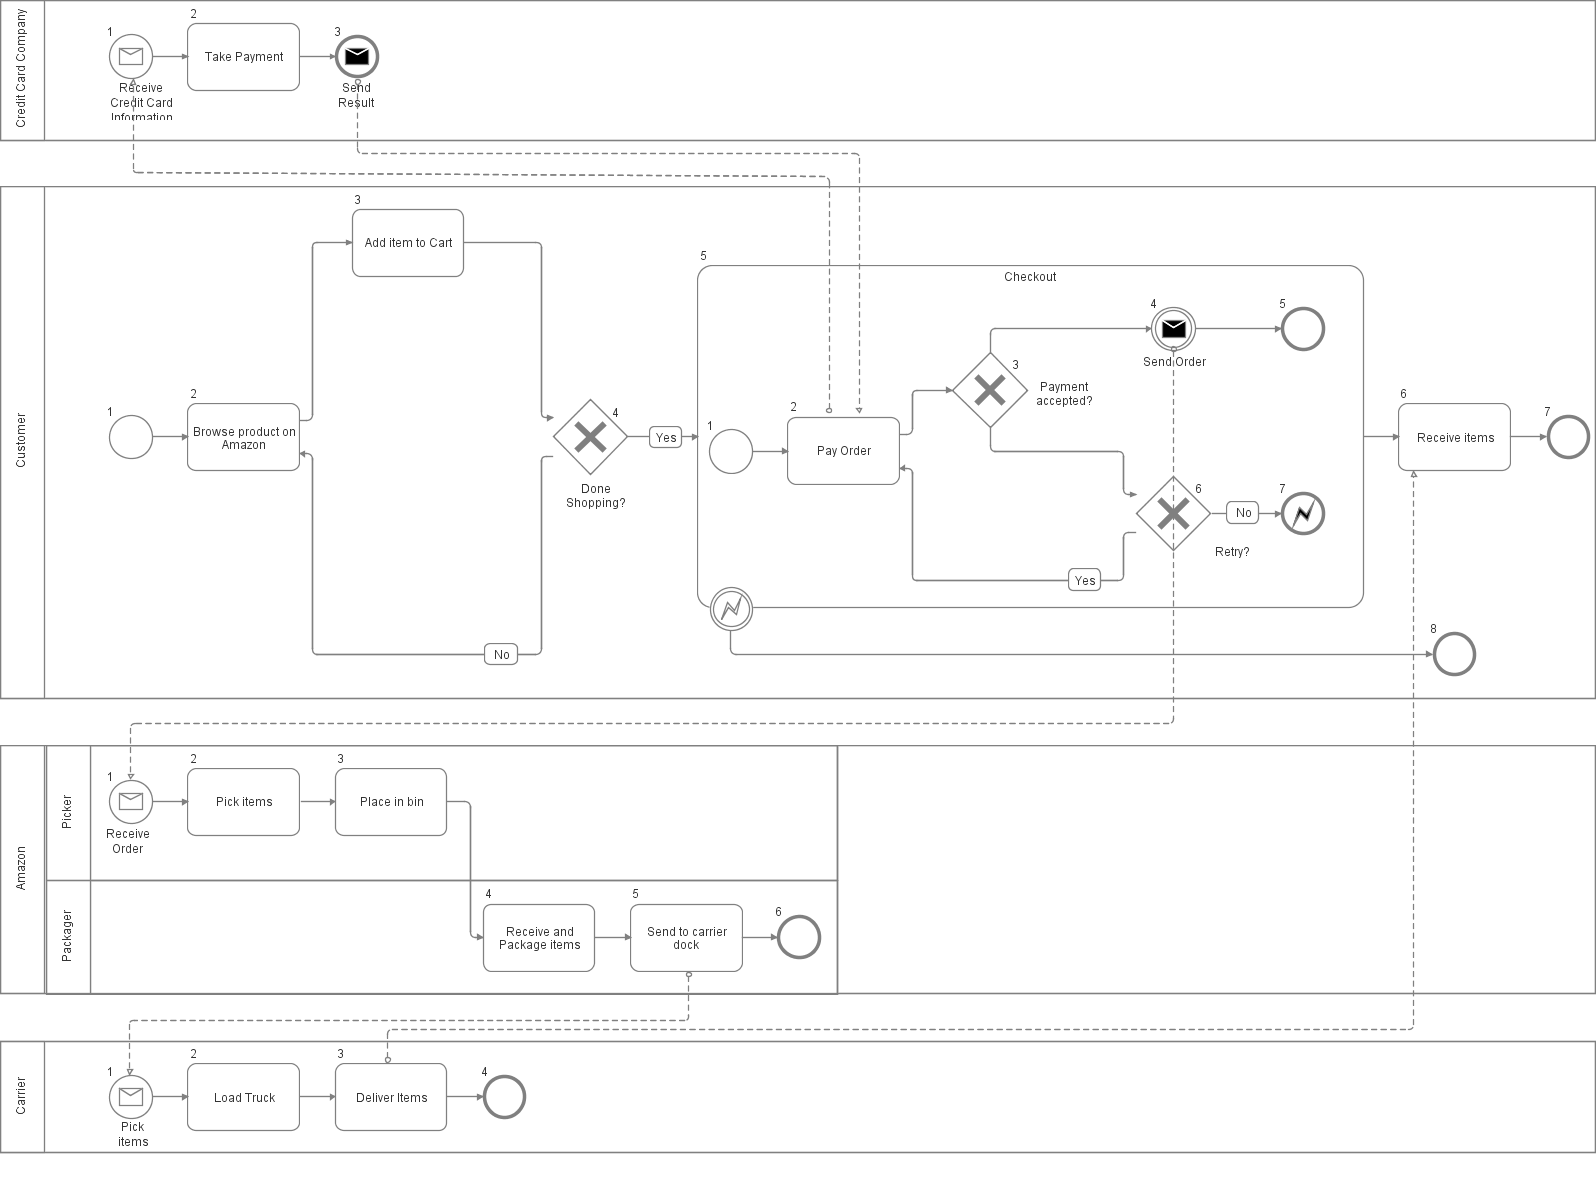 Credit Card Company
1
2
Take Payment
3
Receive
Credit Card
Information
Send
Result
Customer
1
2
Browse product on
Amazon
3
Add item to Cart
4
Done
Shopping?
Yes
No
5
Checkout
1
2
Pay Order
3
Payment
accepted?
4
Send Order
5
6
Retry?
No
7
Yes
6
Receive items
7
8
Amazon
Picker
1
Receive
Order
2
Pick items
3
Place in bin
Packager
4
Receive and
Package items
5
Send to carrier
dock
6
Carrier
1
Pick
items
2
Load Truck
3
Deliver Items
4